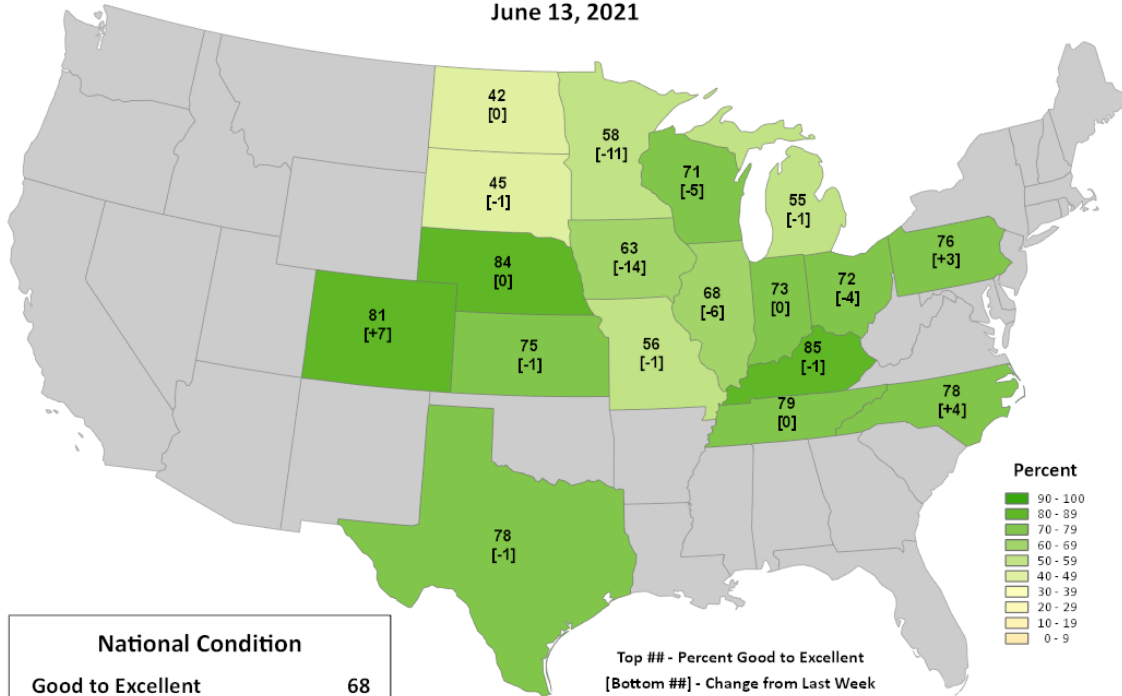 June 13, 2021
42
[0]
58
[-11]
71
[-5]
45
[-1]
55
[-1]
63
[-14]
76
[+3]
84
[0]
68
[-6]
73
[0]
72
[-4]
81
[+7]
75
[-1]
56
[-1]
85
[-1]
79
[0]
78
[+4]
78
[-1]
Percent
90 - 100
80 - 89
70 - 79
60 - 69
50 - 59
40 - 49
30 - 39
20 - 29
10 - 19
0 - 9
National Condition
Good to Excellent 68
Top ## - Percent Good to Excellent
[Bottom ##] - Change from Last Week